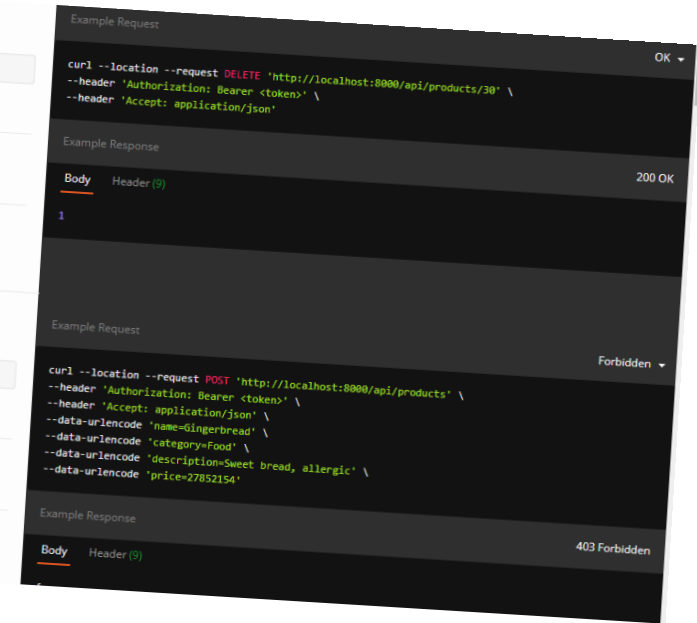 Example Request
OK
curl --location --request DELETE 'http://localhost:8000/api/products/30' \
--header 'Authorization: Bearer <token>' \
--header 'Accept: application/json'
Example Response
200 OK
Body Header (9)
1
Example Request
Forbidden
curl --location --request POST 'http://localhost:8000/api/products' \
--header 'Authorization: Bearer <token>' \
--header 'Accept: application/json' \
--data-urlencode 'name=Gingerbread' \
--data-urlencode 'category=Food' \
--data-urlencode 'description=Sweet bread, allergic' \
--data-urlencode 'price=27852154'
Example Response
403 Forbidden
Body Header (9)